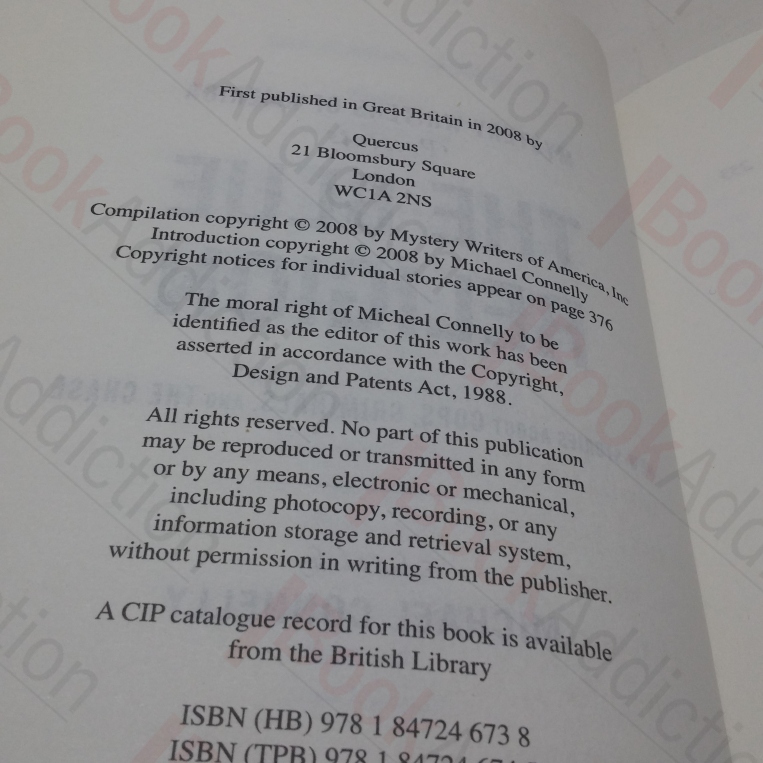 First published in Great Britain in 2008 by
Quercus
21 Bloomsbury Square
London
WC1A 2NS
Compilation copyright © 2008 by Mystery Writers of America, Inc
Introduction copyright © 2008 by Michael Connelly
Copyright notices for individual stories appear on page 376
The moral right of Micheal Connelly to be
identified as the editor of this work has been
asserted in accordance with the Copyright,
Design and Patents Act, 1988.
All rights reserved. No part of this publication
may be reproduced or transmitted in any form
or by any means, electronic or mechanical,
including photocopy, recording, or any
information storage and retrieval system,
without permission in writing from the publisher.
A CIP catalogue record for this book is available
from the British Library
ISBN (HB) 978 1 84724 673 8
ISBN (TPB) 978 1 84724
BookAddiction